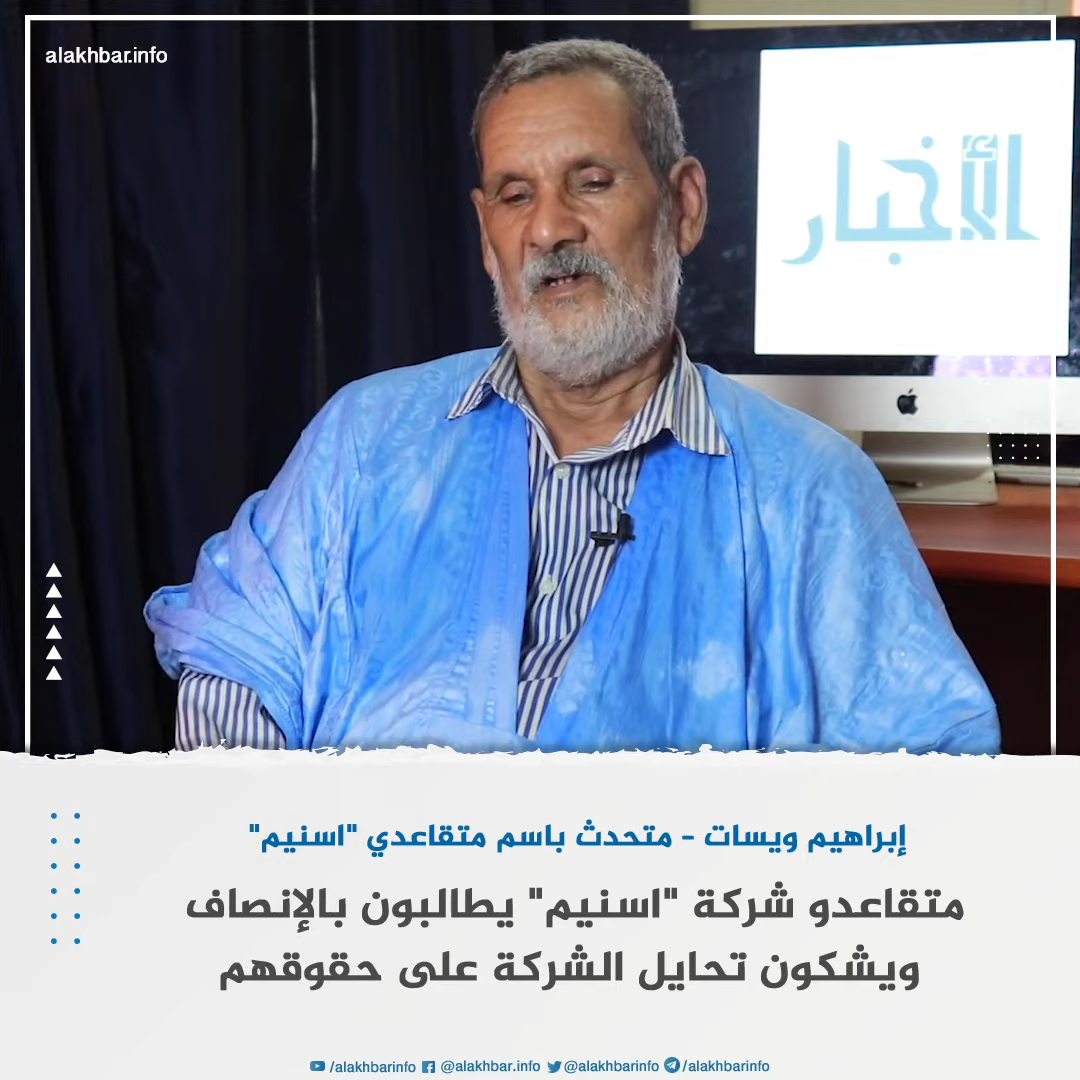 alakhbar.info
الأخبار
إبراهيم ويسات - متحدث باسم متقاعدي "اسنيم"
متقاعدو شركة "اسنيم" يطالبون بالإنصاف
ويشكون تحايل الشركة على حقوقهم
/alakhbarinfo @alakhbar.info @alakhbarinfo /alakhbarinfo